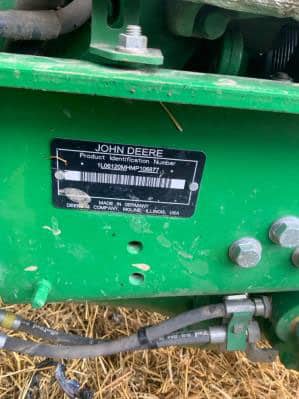 JOHN DEERE
Product Identification Number
1L06120MHMP106877
MADE IN GERMANY
DEERE & COMPANY, MOLINE, ILLINOIS, USA